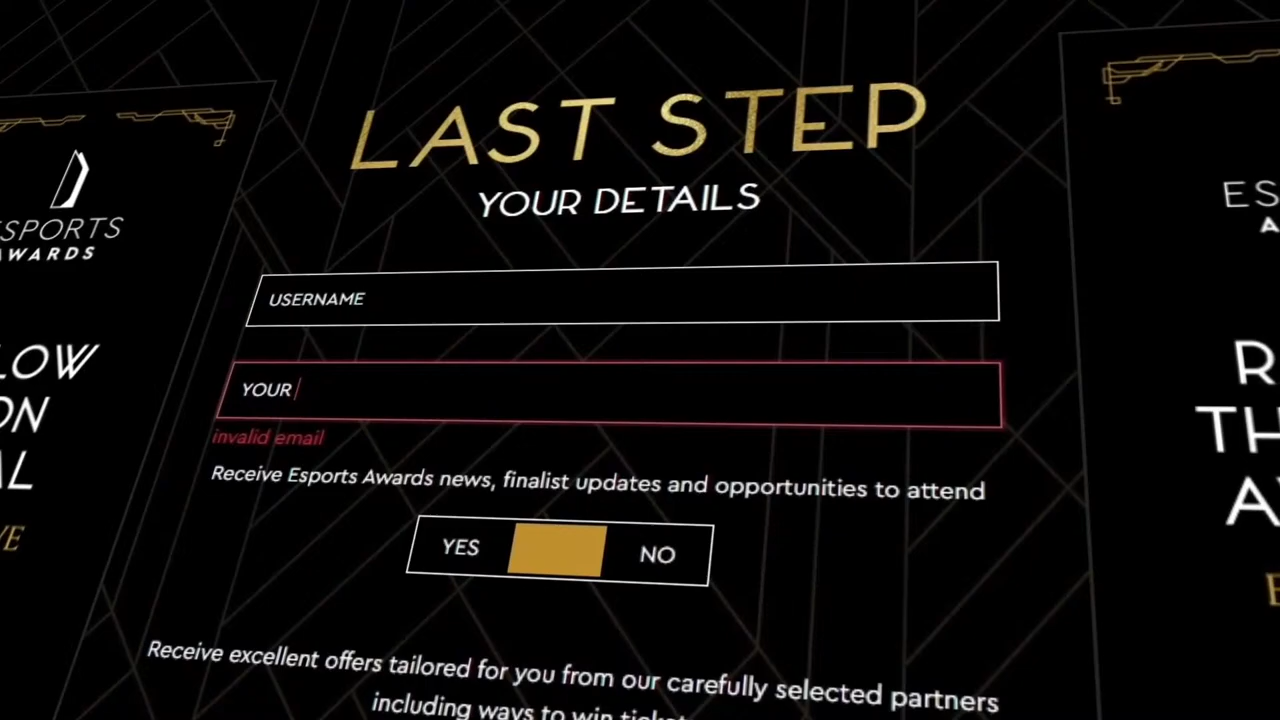 LAST STEP
YOUR DETAILS
USERNAME
YOUR
invalid email
Receive Esports Awards news, finalist updates and opportunities to attend
YES NO
Receive excellent offers tailored for you from our carefully selected partners
including ways to win
ESPORTS
AWARDS
LOW
ON
AL
VE
ES
A
R
TH
A
E